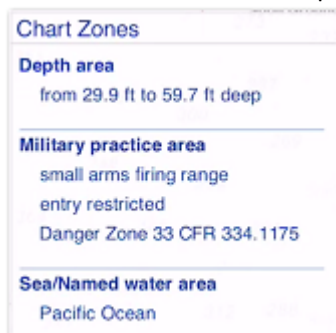 Chart Zones
Depth area
from 29.9 ft to 59.7 ft deep
Military practice area
small arms firing range
entry restricted
Danger Zone 33 CFR 334.1175
Sea/Named water area
Pacific Ocean